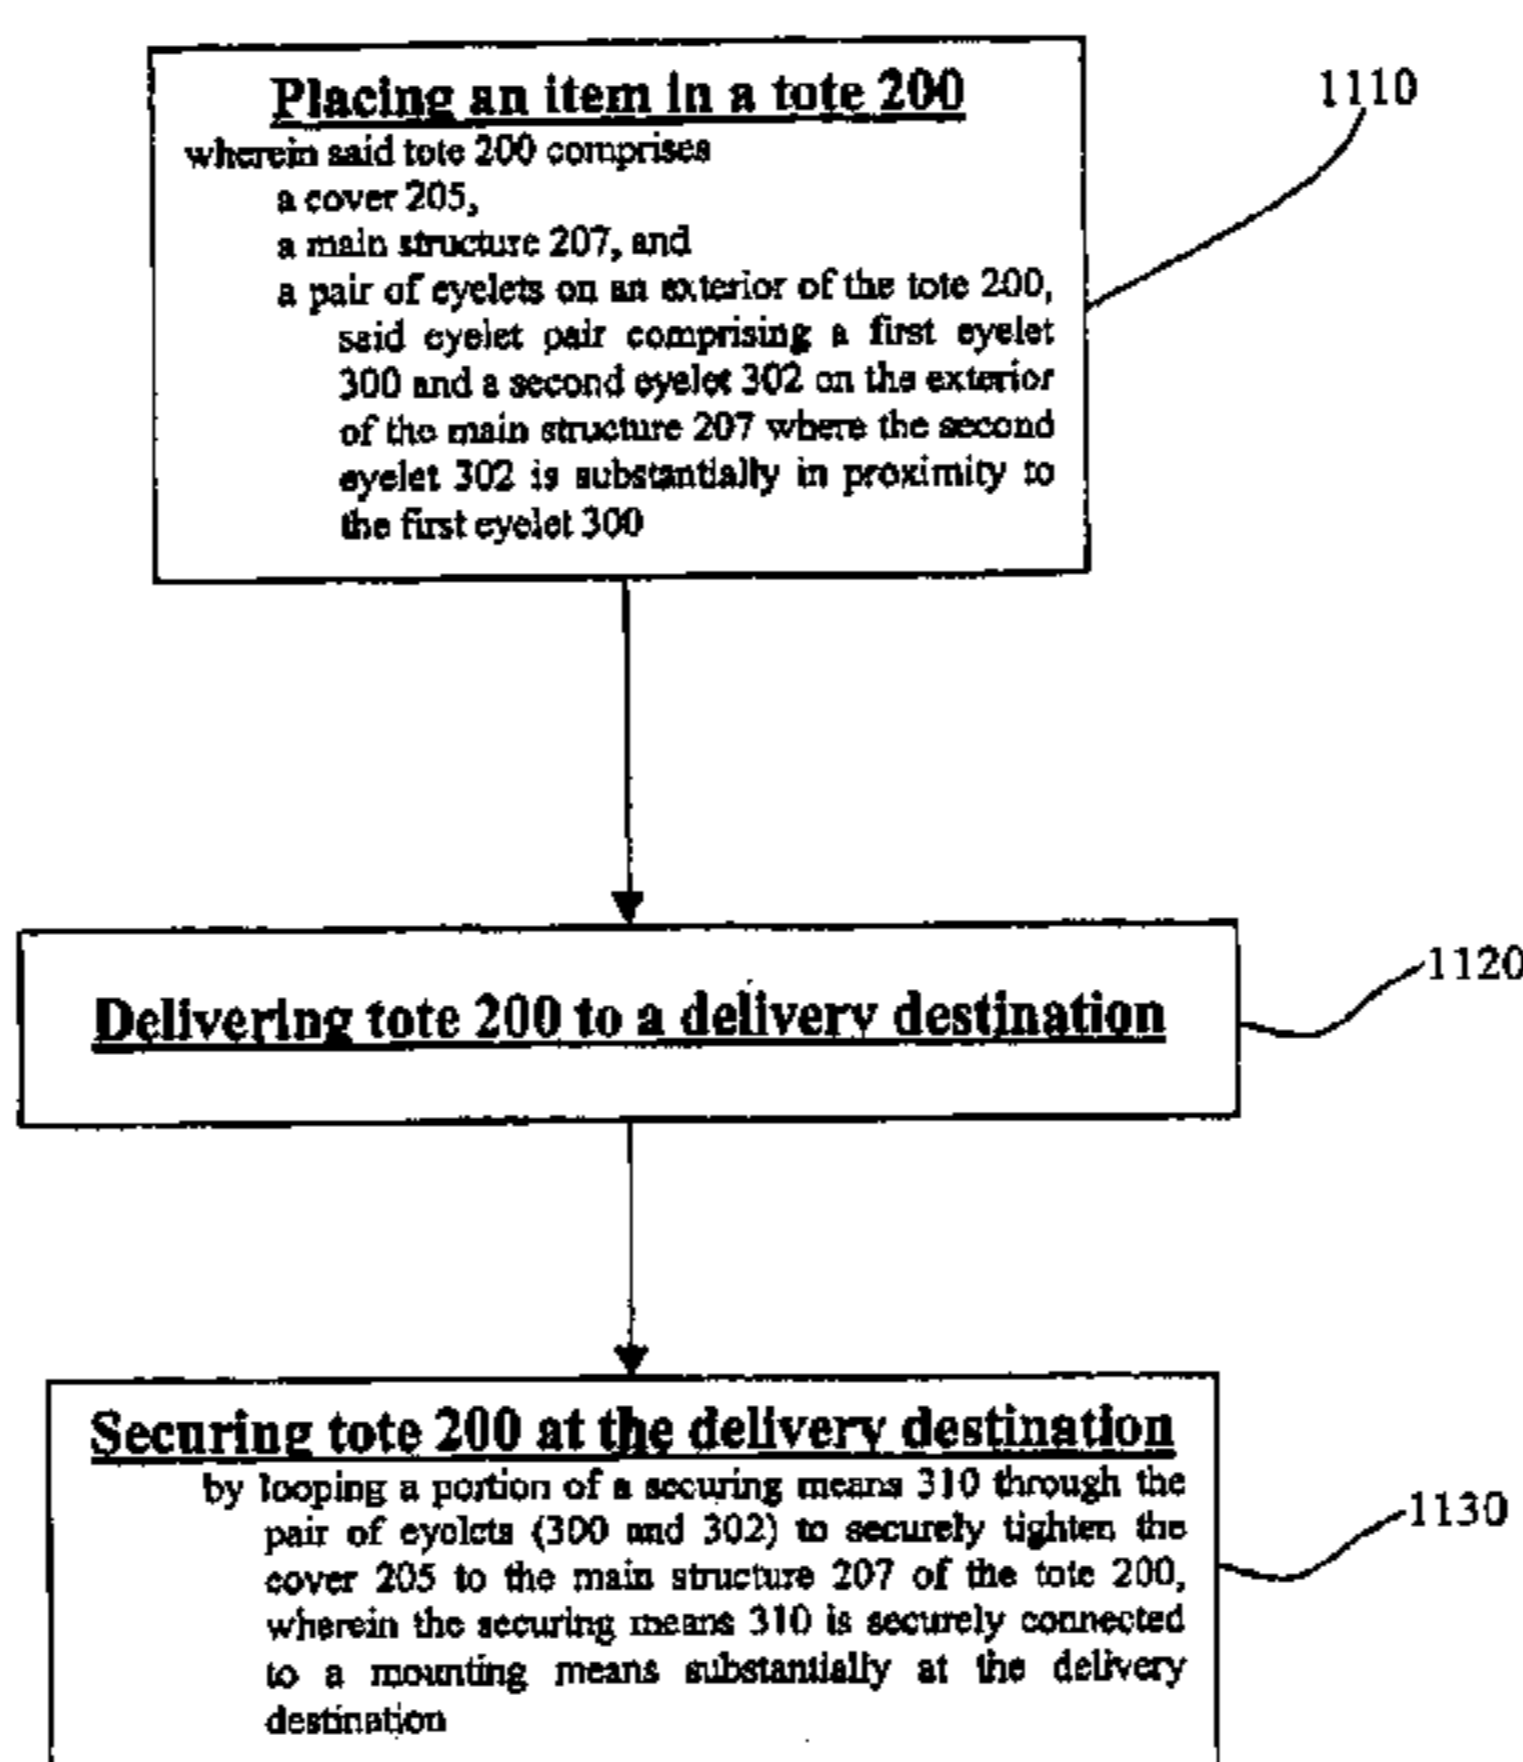 Placing an item in a tote 200
1110
wherein said tote 200 comprises
a cover 205,
a main structure 207, and
a pair of eyelets on an exterior of the tote 200,
said eyelet pair comprising a first eyelet
300 and a second eyelet 302 on the exterior
of the main structure 207 where the second
eyelet 302 is substantially in proximity to
the first eyelet 300
Delivering tote 200 to a delivery destination
1120
Securing tote 200 at the delivery destination
by looping a portion of a securing means 310 through the
pair of eyelets (300 and 302) to securely tighten the
cover 205 to the main structure 207 of the tote 200,
wherein the securing means 310 is securely connected
to a mounting means substantially at the delivery
destination
1130